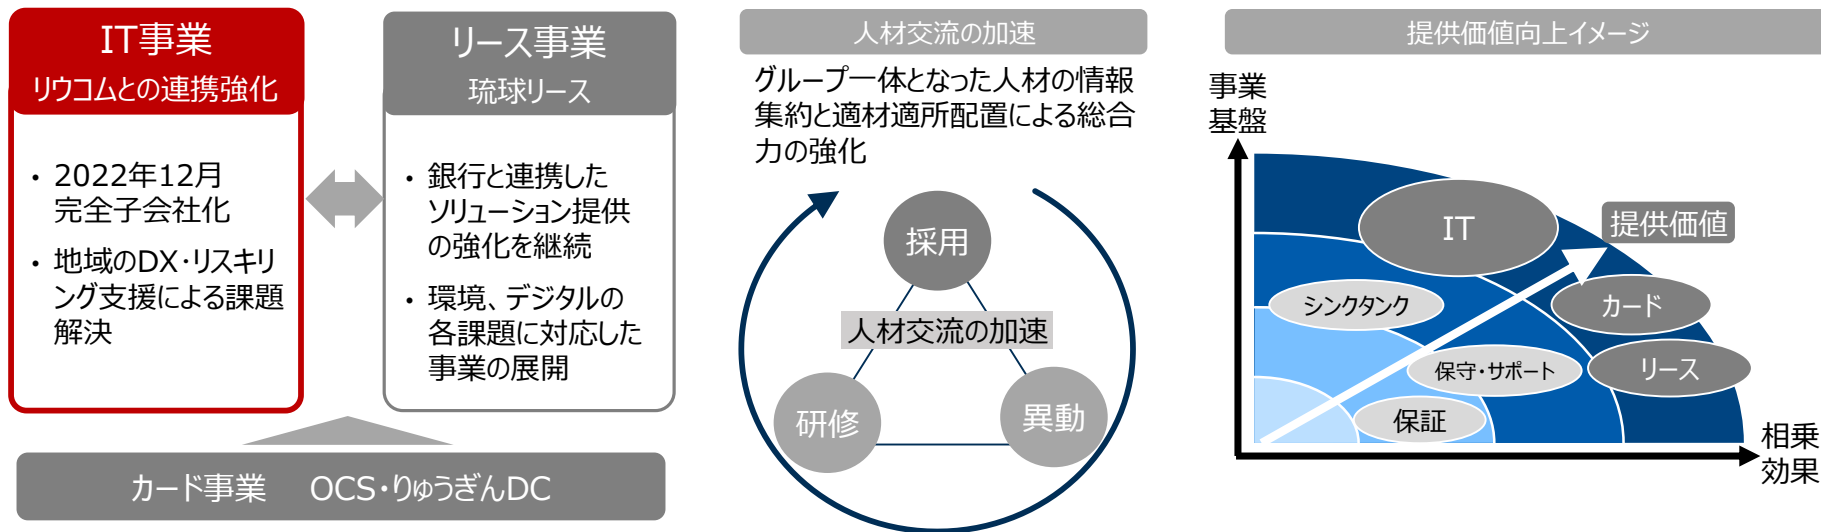 IT事業
リウコムとの連携強化
・ 2022年12月
完全子会社化
・ 地域のDX・リスキリ
ング支援による課題
解決
リース事業
琉球リース
・ 銀行と連携した
ソリューション提供
の強化を継続
・ 環境、デジタルの
各課題に対応した
事業の展開
カード事業 OCS・りゅうぎんDC
人材交流の加速
グループ一体となった人材の情報
集約と適材適所配置による総合
力の強化
採用
人材交流の加速
研修
異動
提供価値向上イメージ
事業
基盤
IT
提供価値
シンクタンク
カード
保守・サポート
リース
保証
相乗
効果